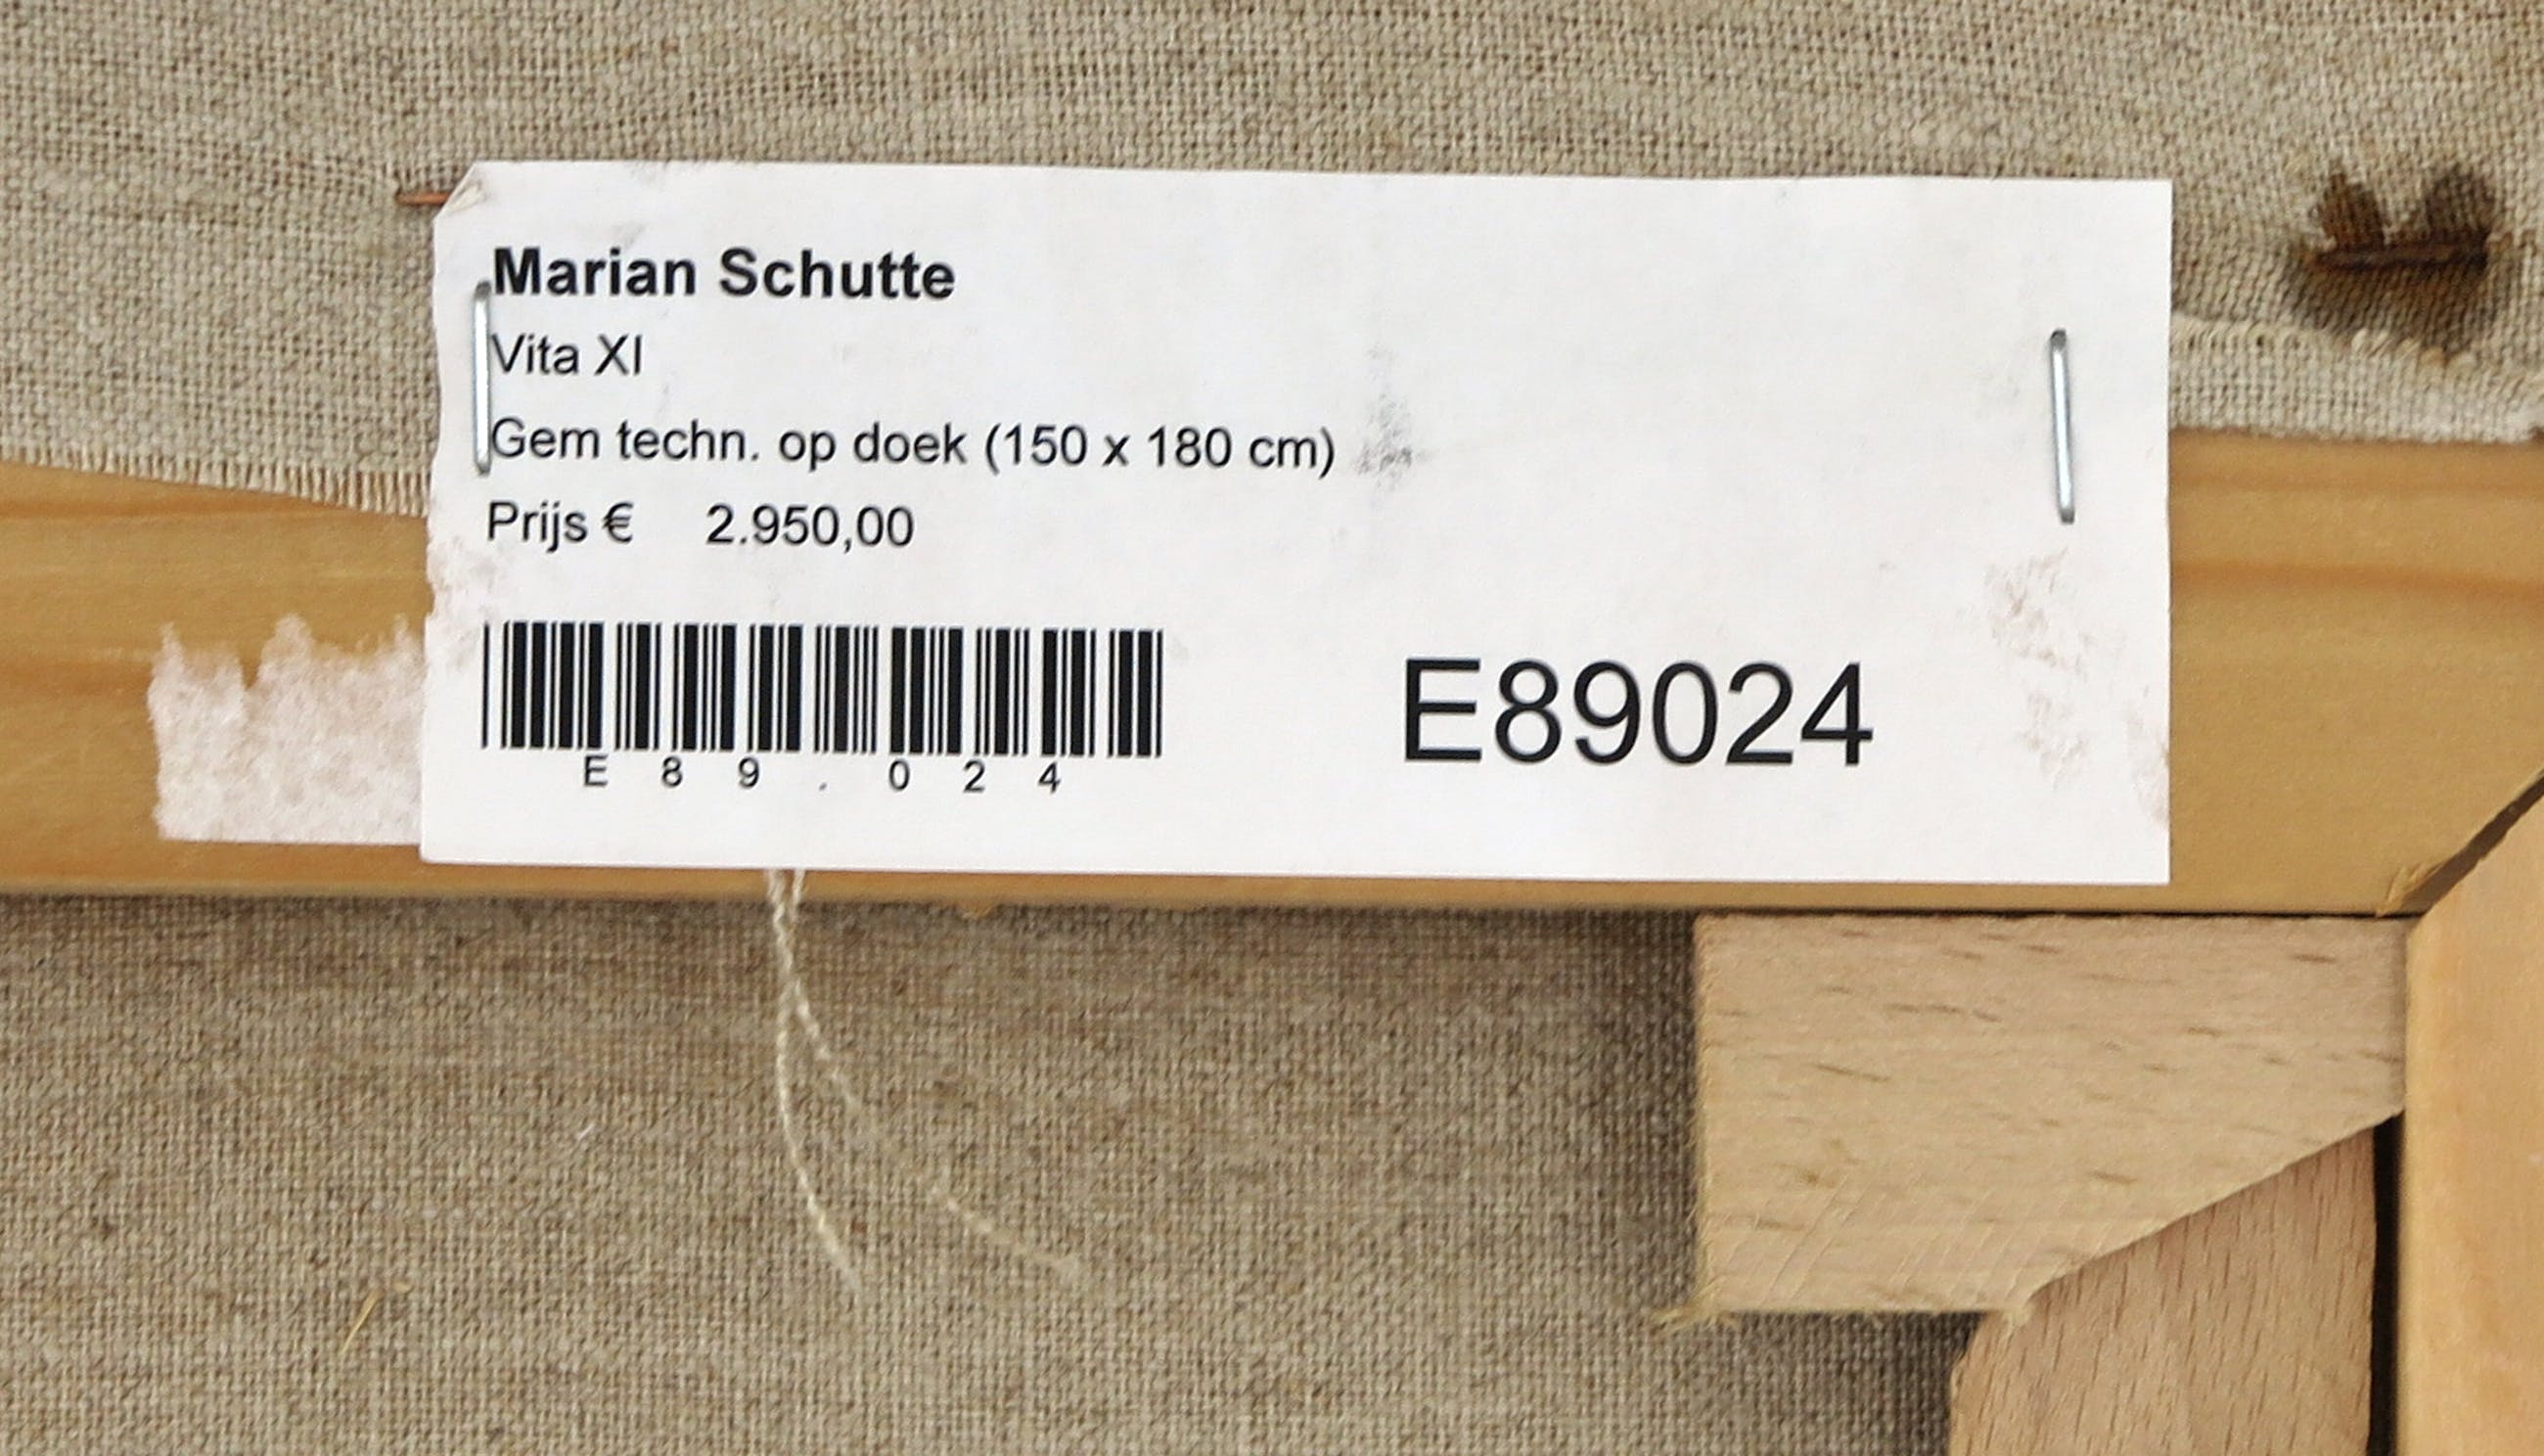 Marian Schutte
Vita XI
Gem techn. op doek (150 x 180 cm)
Prijs € 2.950,00
E 8 9 . 0 2 4
E89024